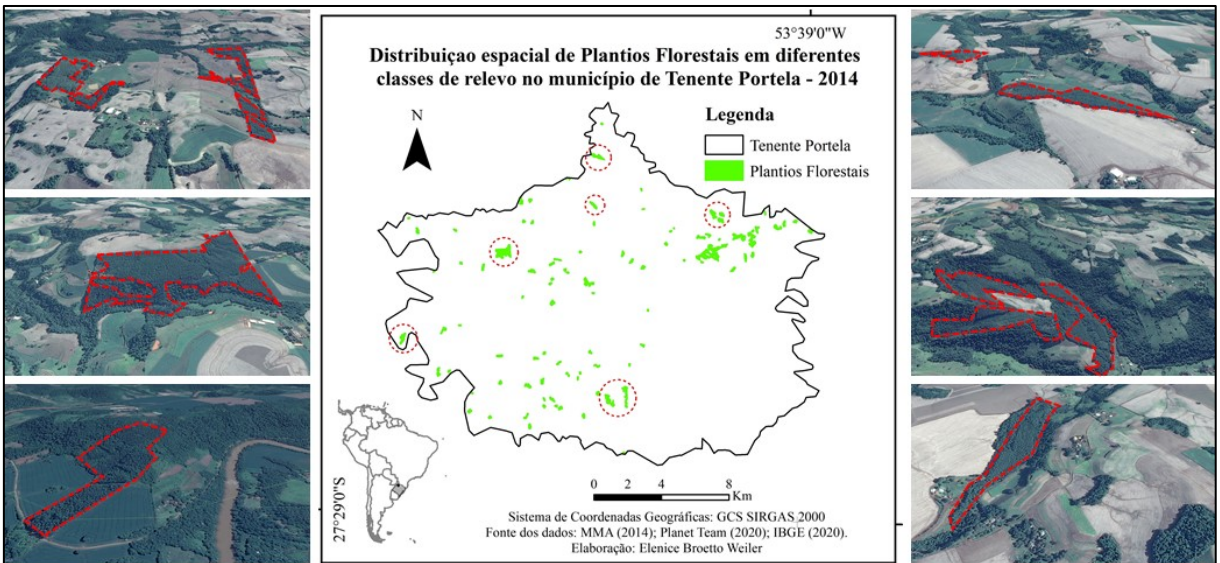 53°39'0"W
Distribuiçao espacial de Plantios Florestais em diferentes
classes de relevo no município de Tenente Portela - 2014
N
Legenda
Tenente Portela
Plantios Florestais
27°29'0"S
0 2 4 8
Km
Sistema de Coordenadas Geográficas: GCS SIRGAS 2000
Fonte dos dados: MMA (2014); Planet Team (2020); IBGE (2020).
Elaboração: Elenice Broetto Weiler